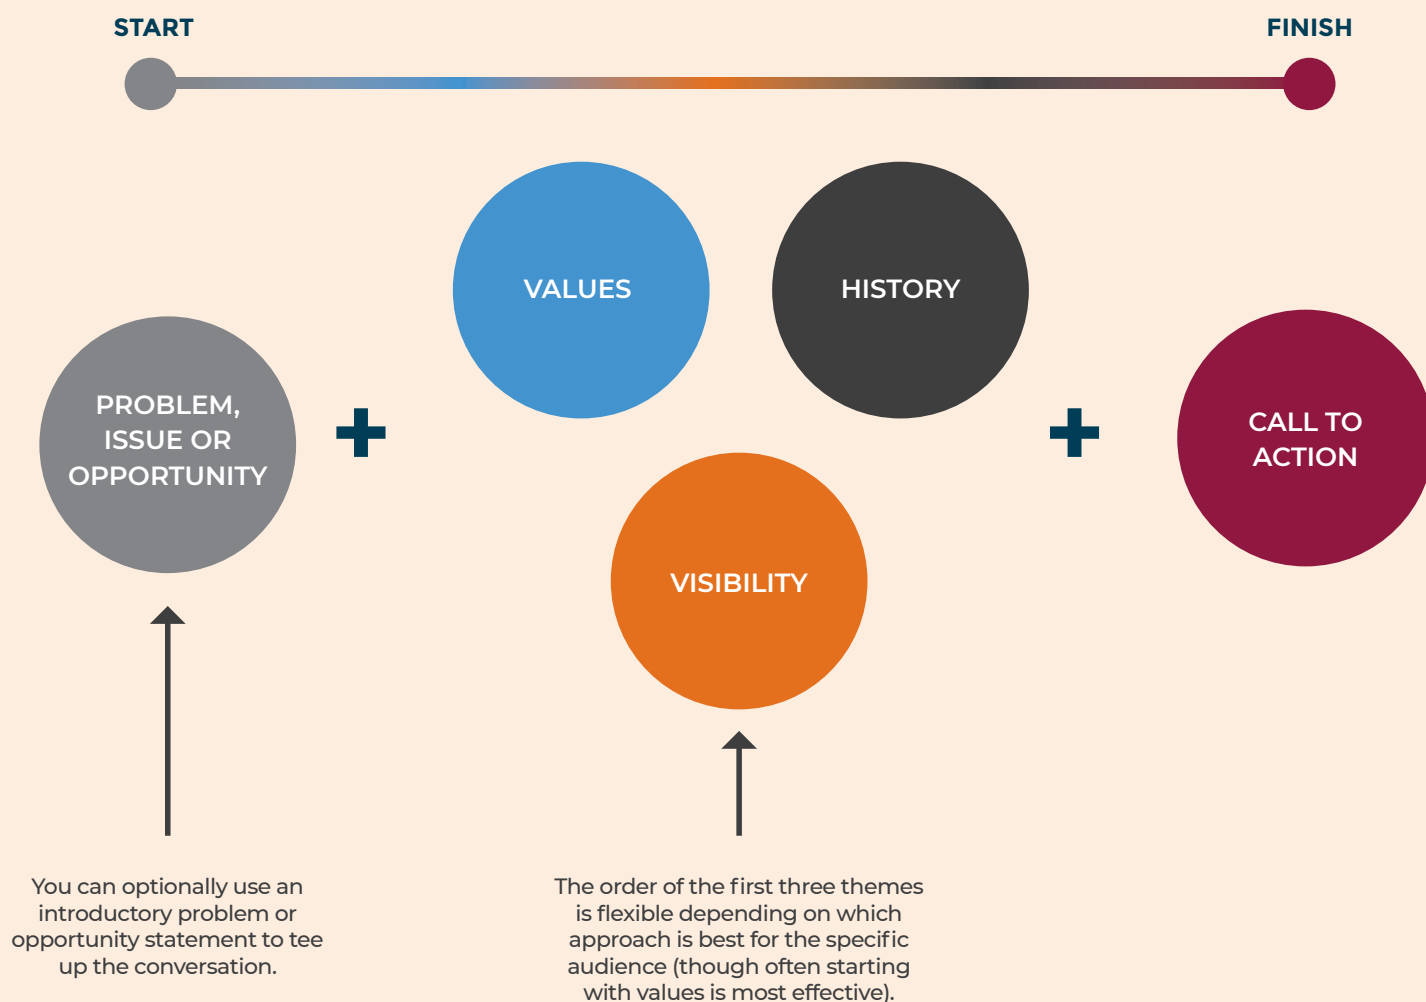 START
FINISH
VALUES
HISTORY
PROBLEM,
ISSUE OR
OPPORTUNITY
+
+
CALL TO
ACTION
VISIBILITY
You can optionally use an
introductory problem or
opportunity statement to tee
up the conversation.
The order of the first three themes
is flexible depending on which
approach is best for the specific
audience (though often starting
with values is most effective).